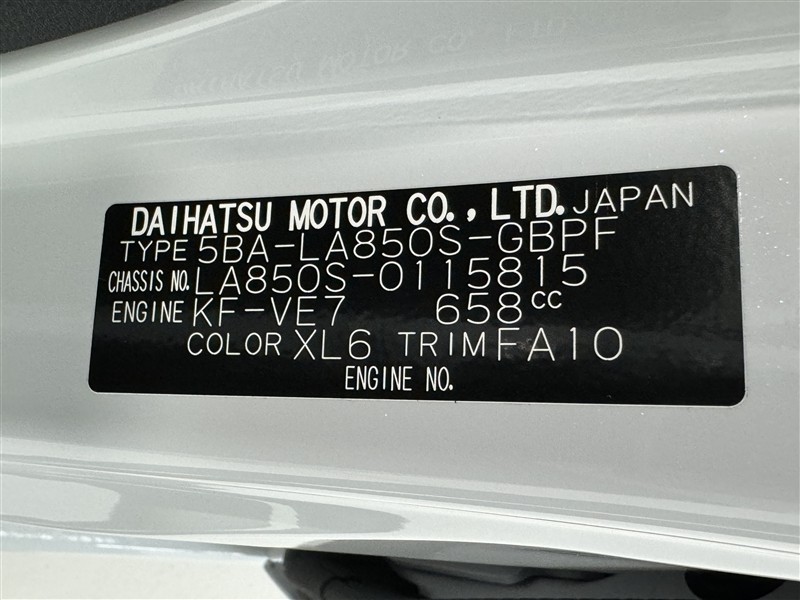 DAIHATSU MOTOR CO., LTD. JAPAN
TYPE 5BA-LA850S-GBPF
CHASSIS NO. LA850S-0115815
ENGINE KF-VE7 658cc
COLOR XL6 TRIM FA10
ENGINE NO.